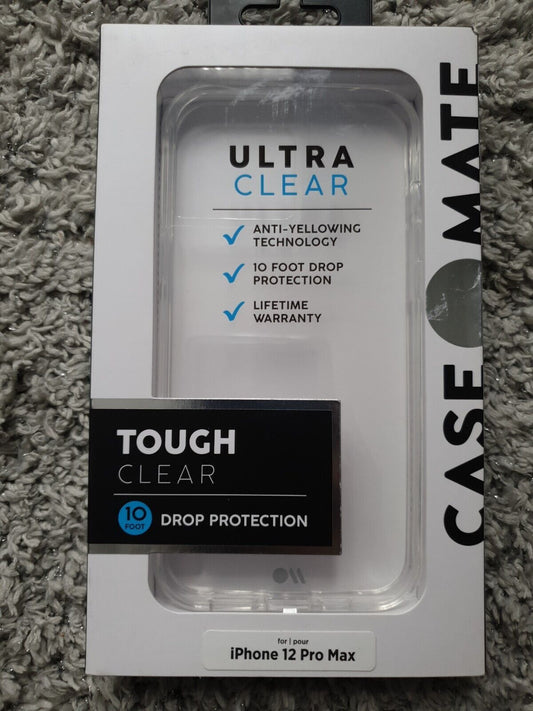 ULTRA
CLEAR
ANTI-YELLOWING
TECHNOLOGY
10 FOOT DROP
PROTECTION
LIFETIME
WARRANTY
CASE MATE
TOUGH
CLEAR
10
FOOT
DROP PROTECTION
for | pour
iPhone 12 Pro Max